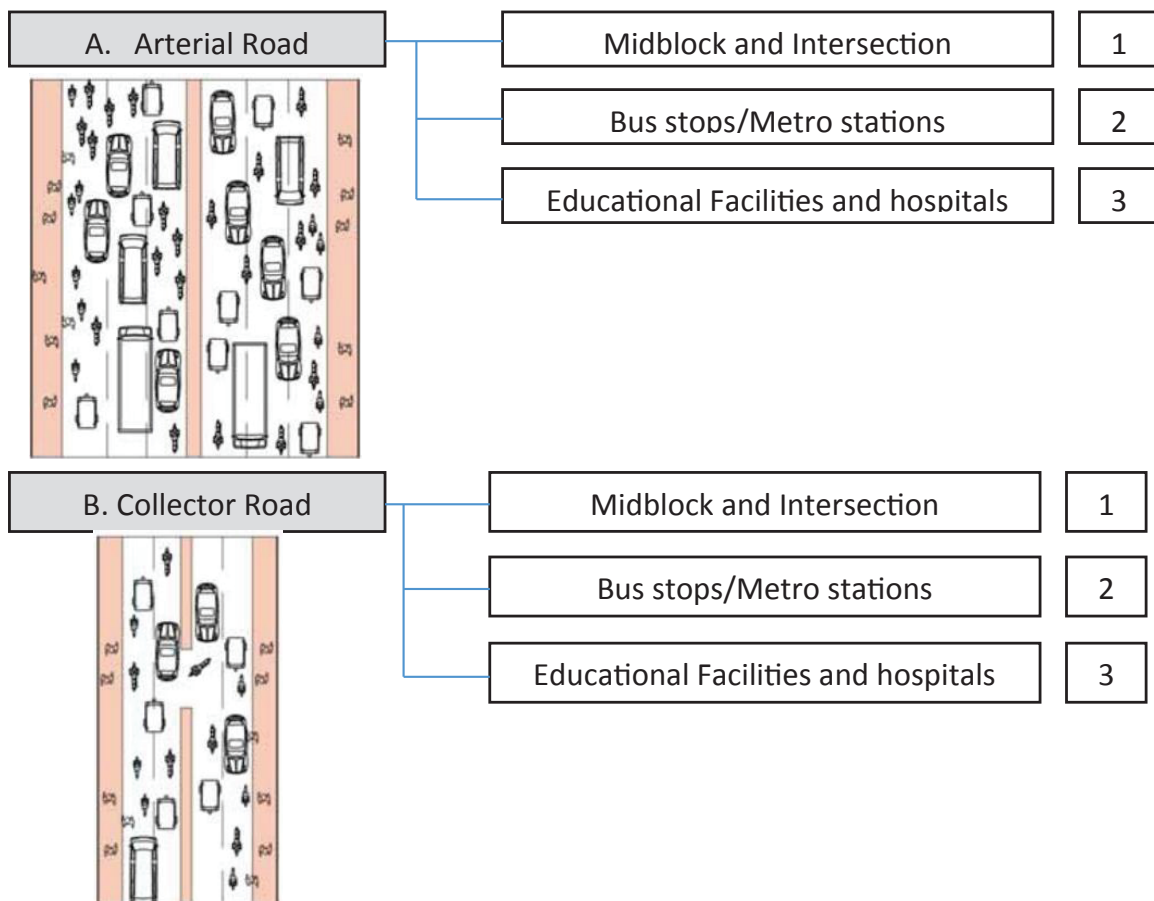 A. Arterial Road
Midblock and Intersection
1
Bus stops/Metro stations
2
Educational Facilities and hospitals
3
B. Collector Road
Midblock and Intersection
1
Bus stops/Metro stations
2
Educational Facilities and hospitals
3